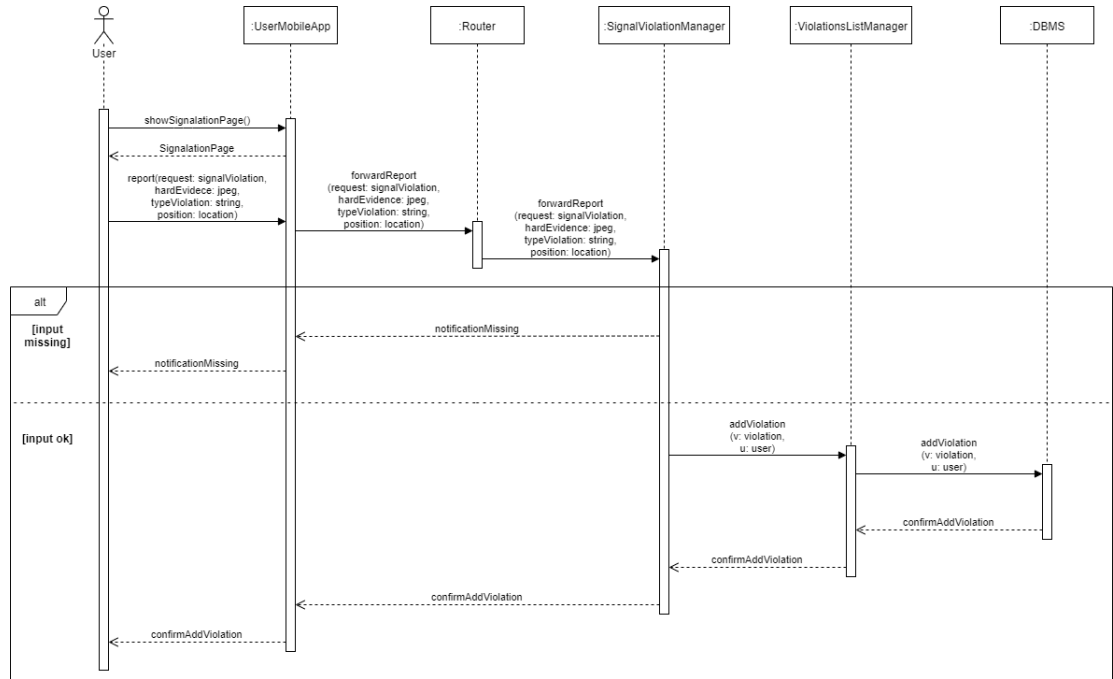 :UserMobileApp
:Router
:SignalViolationManager
:ViolationsListManager
:DBMS
User
showSignalationPage()
SignalationPage
report(request: signalViolation,
hardEvidece: jpeg,
typeViolation: string,
position: location)
forwardReport
(request: signalViolation,
hardEvidence: jpeg,
typeViolation: string,
position: location)
forwardReport
(request: signalViolation,
hardEvidence: jpeg,
typeViolation: string,
position: location)
alt
[input
missing]
notificationMissing
notificationMissing
[input ok]
addViolation
(v: violation,
u: user)
addViolation
(v: violation,
u: user)
confirmAddViolation
confirmAddViolation
confirmAddViolation
confirmAddViolation